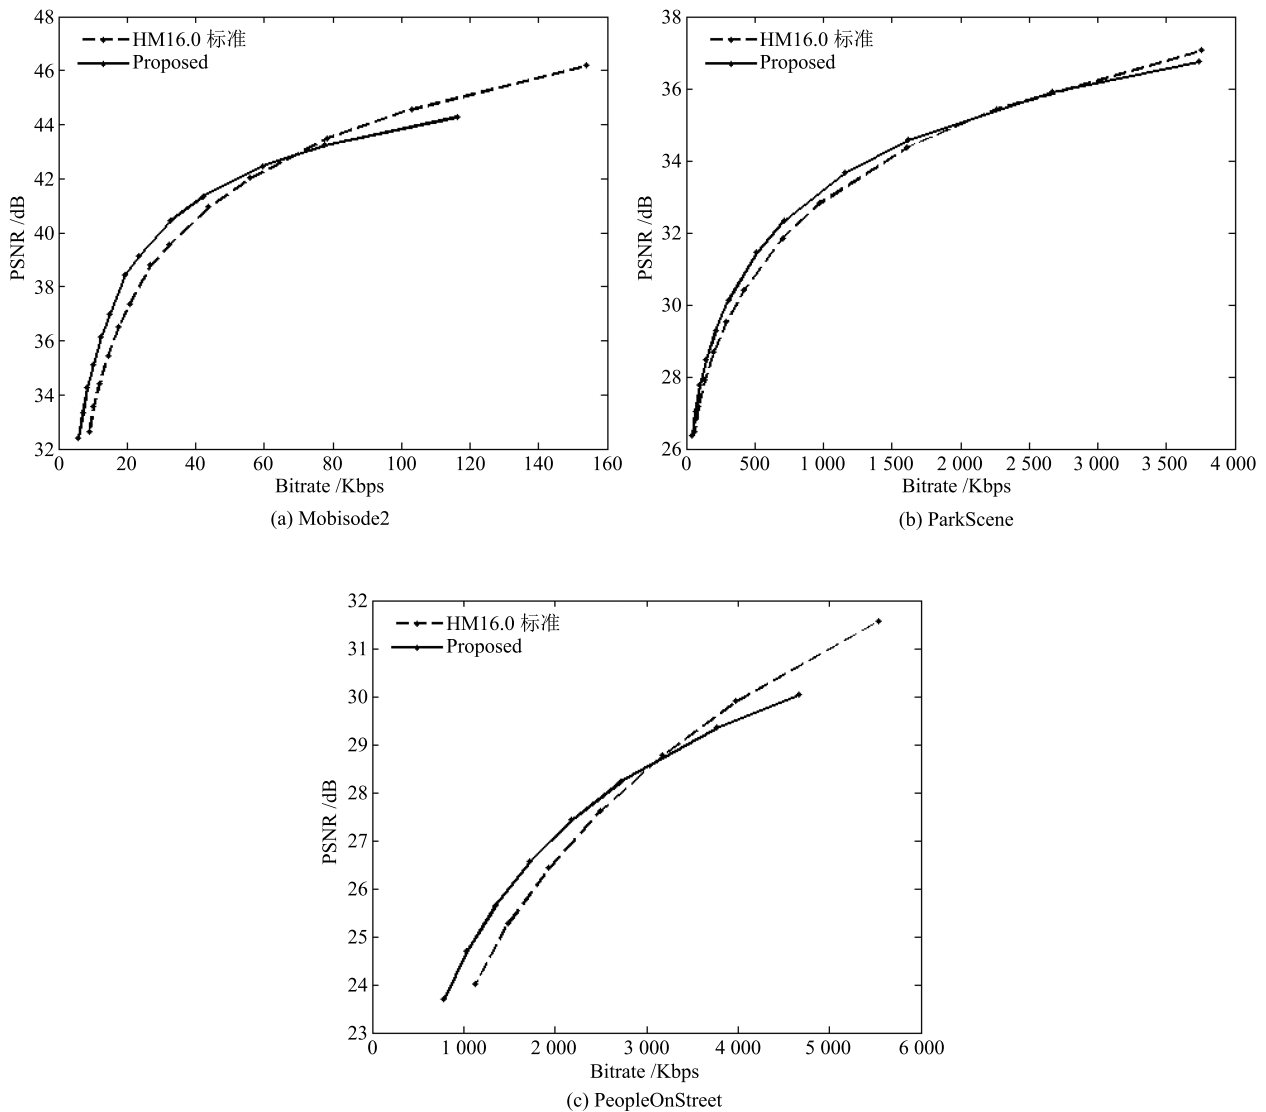 48
46
44
42
40
38
36
34
32
PSNR /dB
HM16.0 标准
Proposed
0 20 40 60 80 100 120 140 160
Bitrate /Kbps
(a) Mobisode2
38
36
34
32
30
28
26
PSNR /dB
HM16.0 标准
Proposed
0 500 1 000 1 500 2 000 2 500 3 000 3 500 4 000
Bitrate /Kbps
(b) ParkScene
32
31
30
29
28
27
26
25
24
23
PSNR /dB
HM16.0 标准
Proposed
0 1 000 2 000 3 000 4 000 5 000 6 000
Bitrate /Kbps
(c) PeopleOnStreet